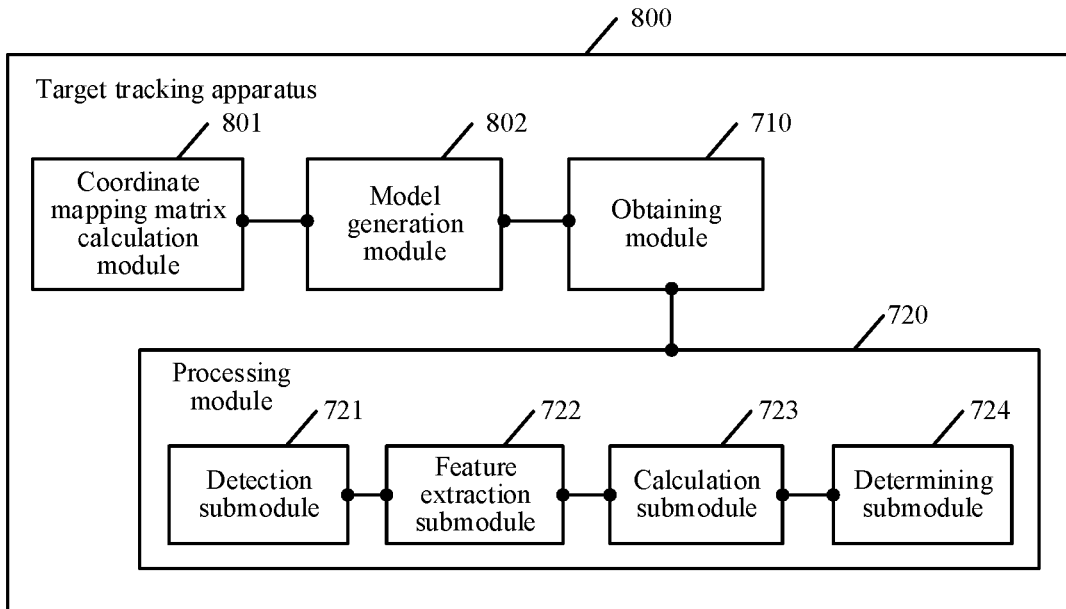 800
Target tracking apparatus
801
802
710
Coordinate
mapping matrix
calculation
module
Model
generation
module
Obtaining
module
720
Processing
module
721
722
723
724
Detection
submodule
Feature
extraction
submodule
Calculation
submodule
Determining
submodule